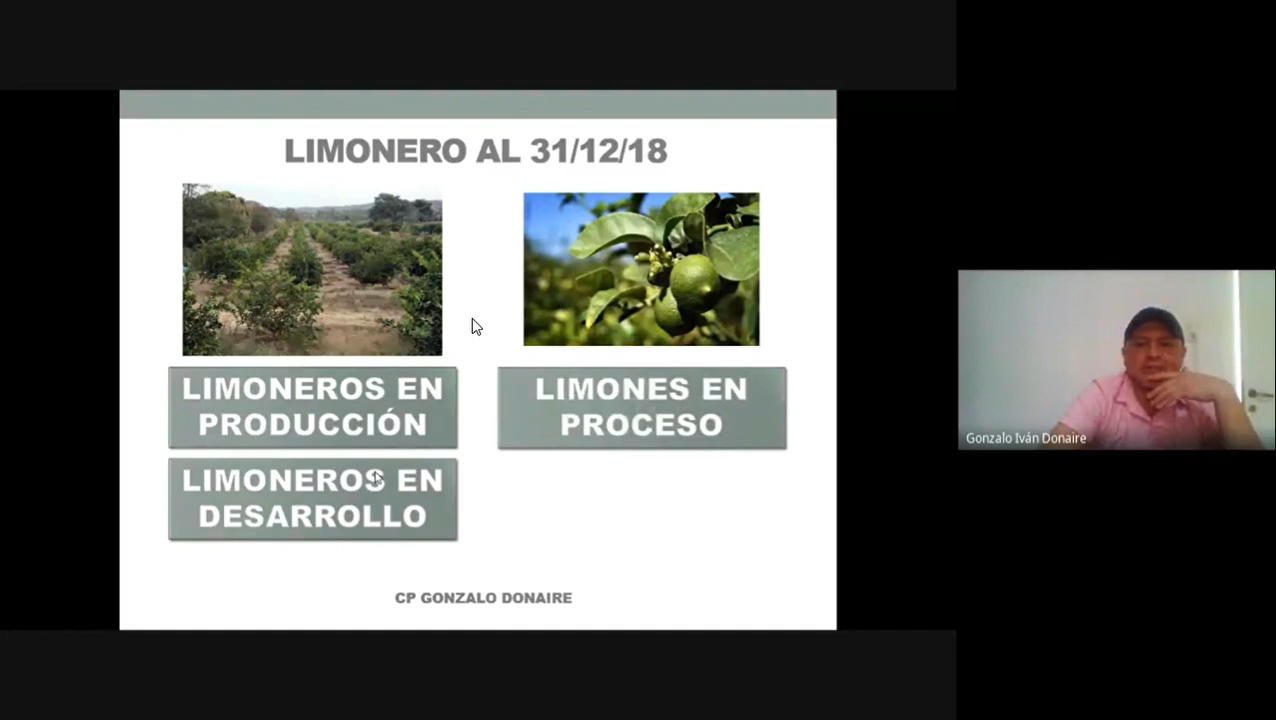 LIMONERO AL 31/12/18
LIMONEROS EN
PRODUCCIÓN
LIMONES EN
PROCESO
LIMONEROS EN
DESARROLLO
CP GONZALO DONAIRE
Gonzalo Iván Donaire